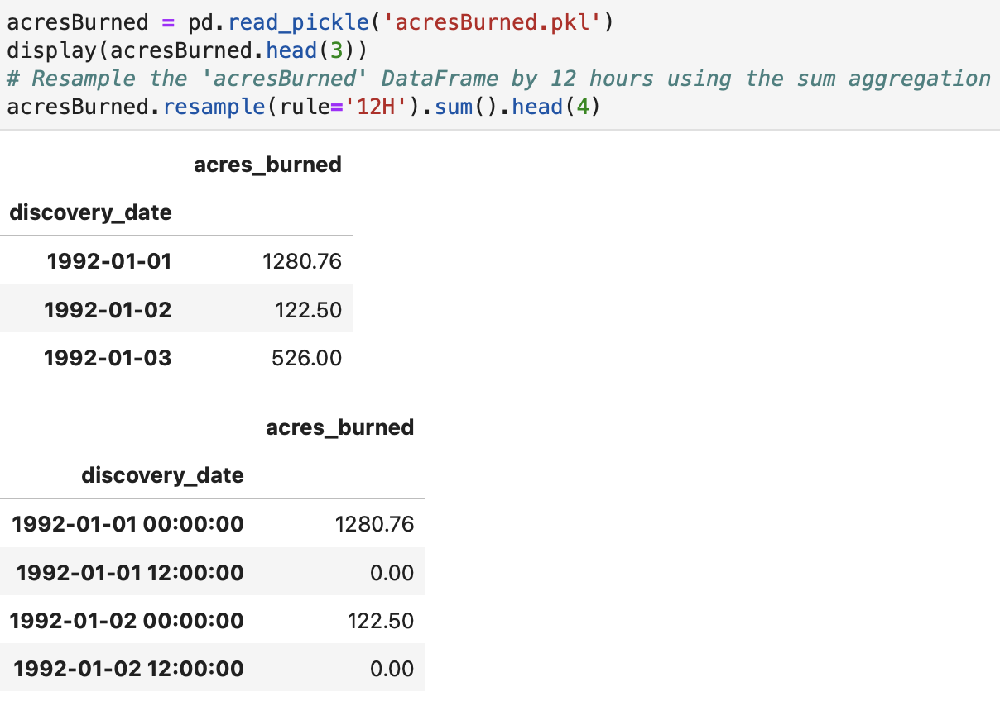 acresBurned = pd.read_pickle('acresBurned.pkl')
display(acresBurned.head(3))
# Resample the 'acresBurned' DataFrame by 12 hours using the sum aggregation
acresBurned.resample(rule='12H').sum().head(4)
acres_burned
discovery_date
1992-01-01 1280.76
1992-01-02 122.50
1992-01-03 526.00
acres_burned
discovery_date
1992-01-01 00:00:00 1280.76
1992-01-01 12:00:00 0.00
1992-01-02 00:00:00 122.50
1992-01-02 12:00:00 0.00